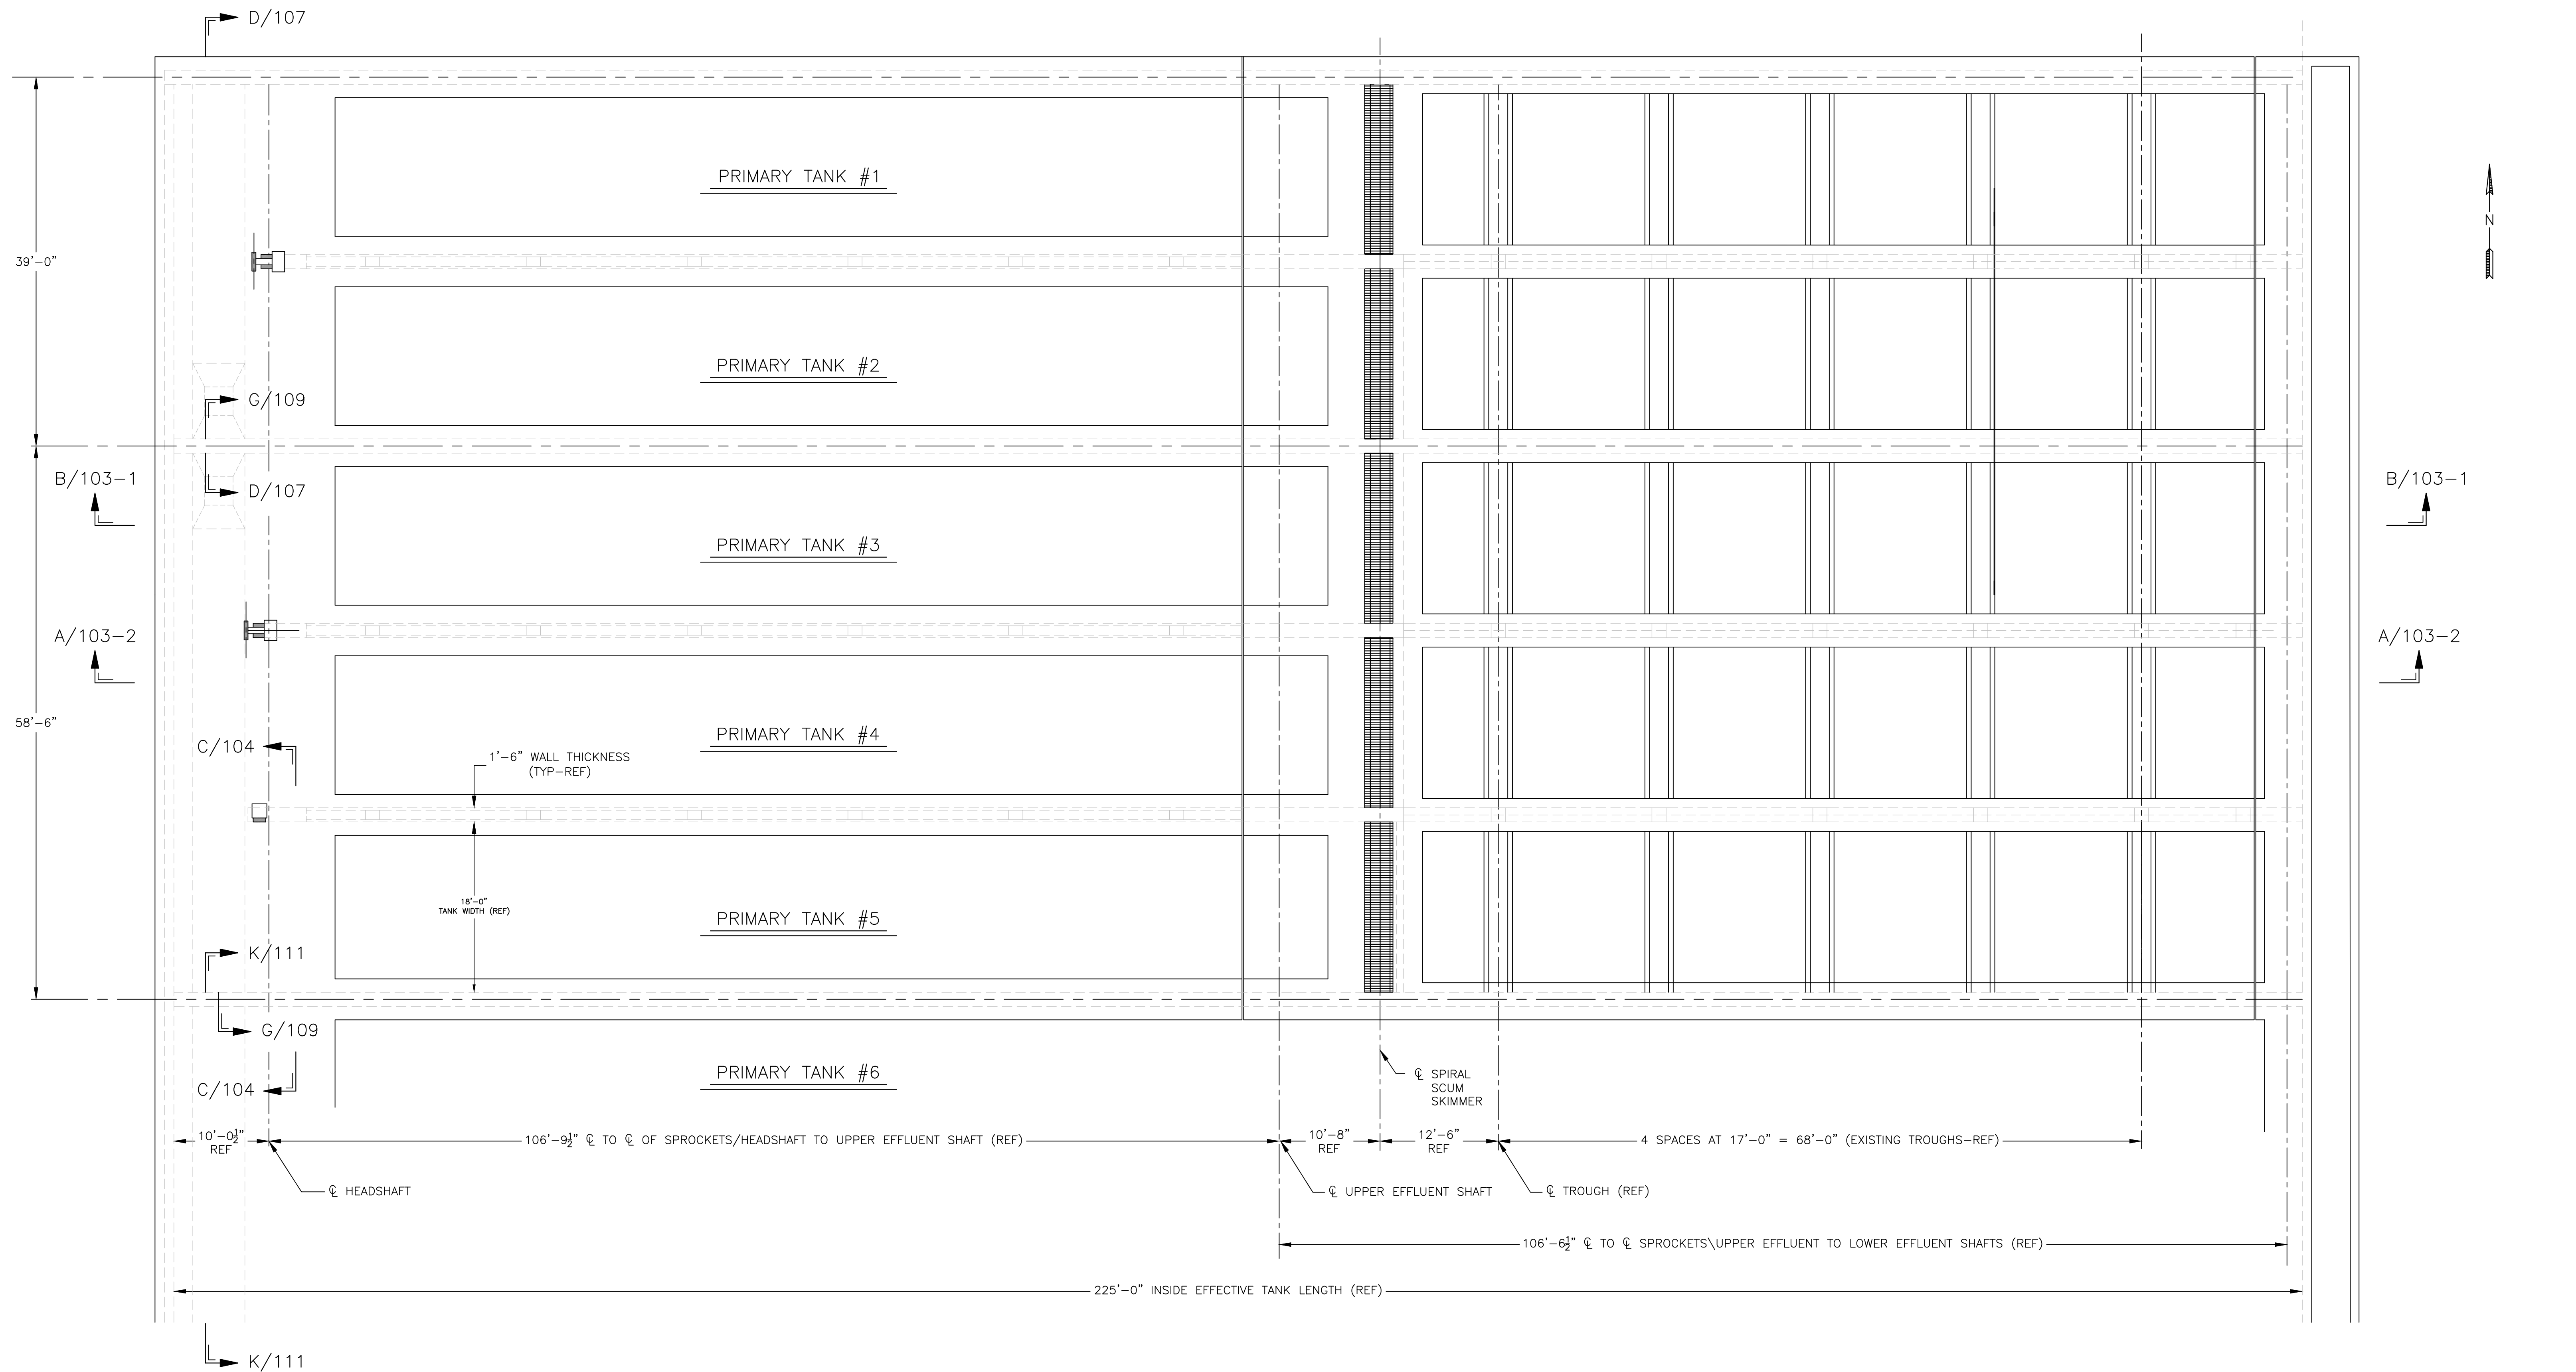 D/107
39'-0"
PRIMARY TANK #1
N
PRIMARY TANK #2
G/109
B/103-1
D/107
B/103-1
PRIMARY TANK #3
A/103-2
A/103-2
58'-6"
C/104
PRIMARY TANK #4
1'-6" WALL THICKNESS
(TYP-REF)
18'-0"
TANK WIDTH (REF)
PRIMARY TANK #5
K/111
G/109
PRIMARY TANK #6
C/104
℄ SPIRAL
SCUM
SKIMMER
10'-0½"
REF
106'-9½" ℄ TO ℄ OF SPROCKETS/HEADSHAFT TO UPPER EFFLUENT SHAFT (REF)
10'-8"
REF
12'-6"
REF
4 SPACES AT 17'-0" = 68'-0" (EXISTING TROUGHS-REF)
℄ HEADSHAFT
℄ UPPER EFFLUENT SHAFT
℄ TROUGH (REF)
106'-6½" ℄ TO ℄ SPROCKETS\UPPER EFFLUENT TO LOWER EFFLUENT SHAFTS (REF)
225'-0" INSIDE EFFECTIVE TANK LENGTH (REF)
K/111